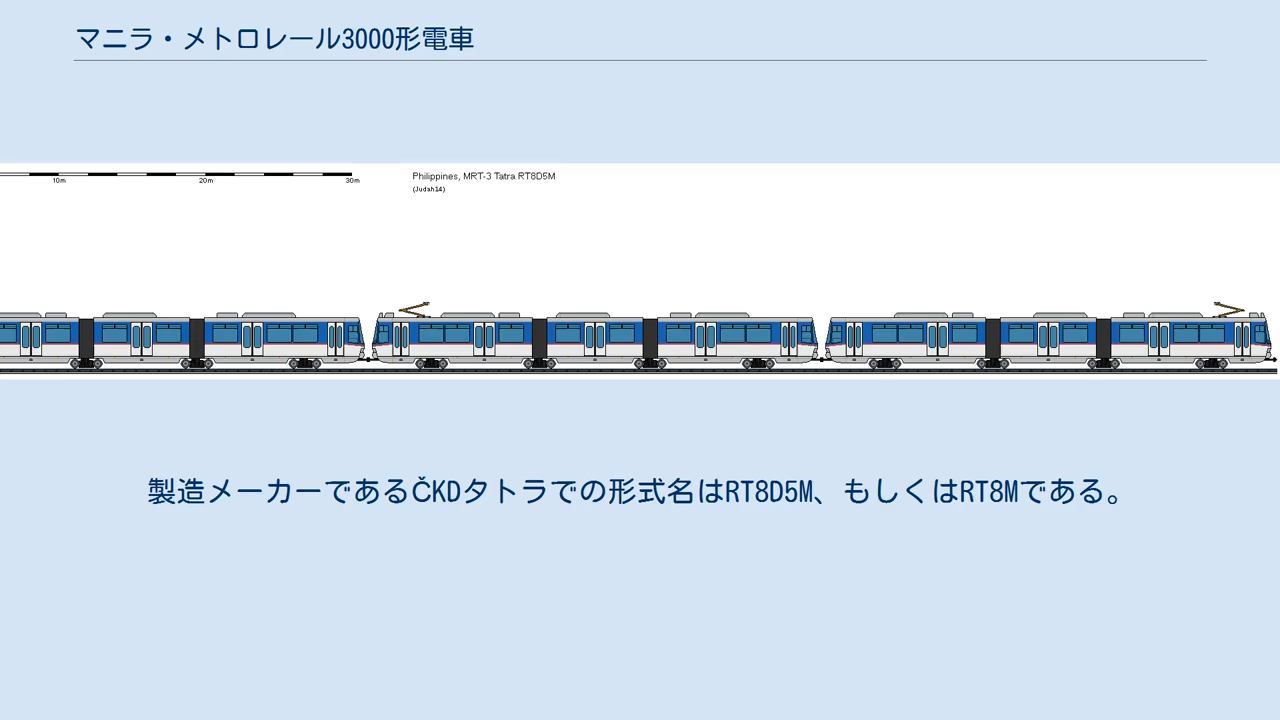 マニラ・メトロレール3000形電車
10m 20m 30m
Philippines, MRT-3 Tatra RT8D5M
(Judah14)
製造メーカーであるČKDタトラでの形式名はRT8D5M、もしくはRT8Mである。